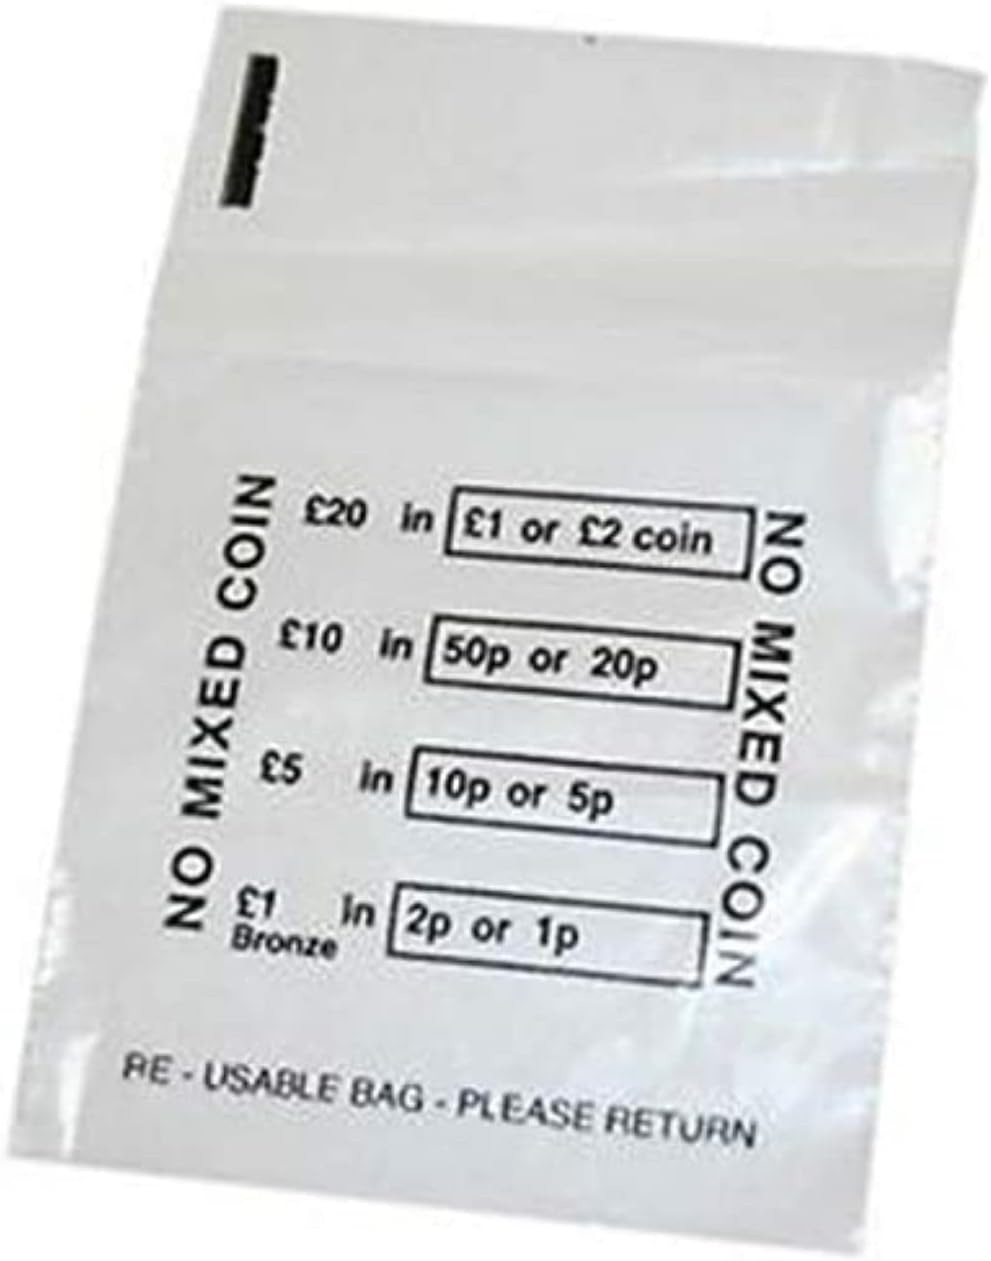 NO MIXED COIN
£20 in £1 or £2 coin
£10 in 50p or 20p
£5 in 10p or 5p
£1 in 2p or 1p
Bronze
NO MIXED COIN
RE - USABLE BAG - PLEASE RETURN